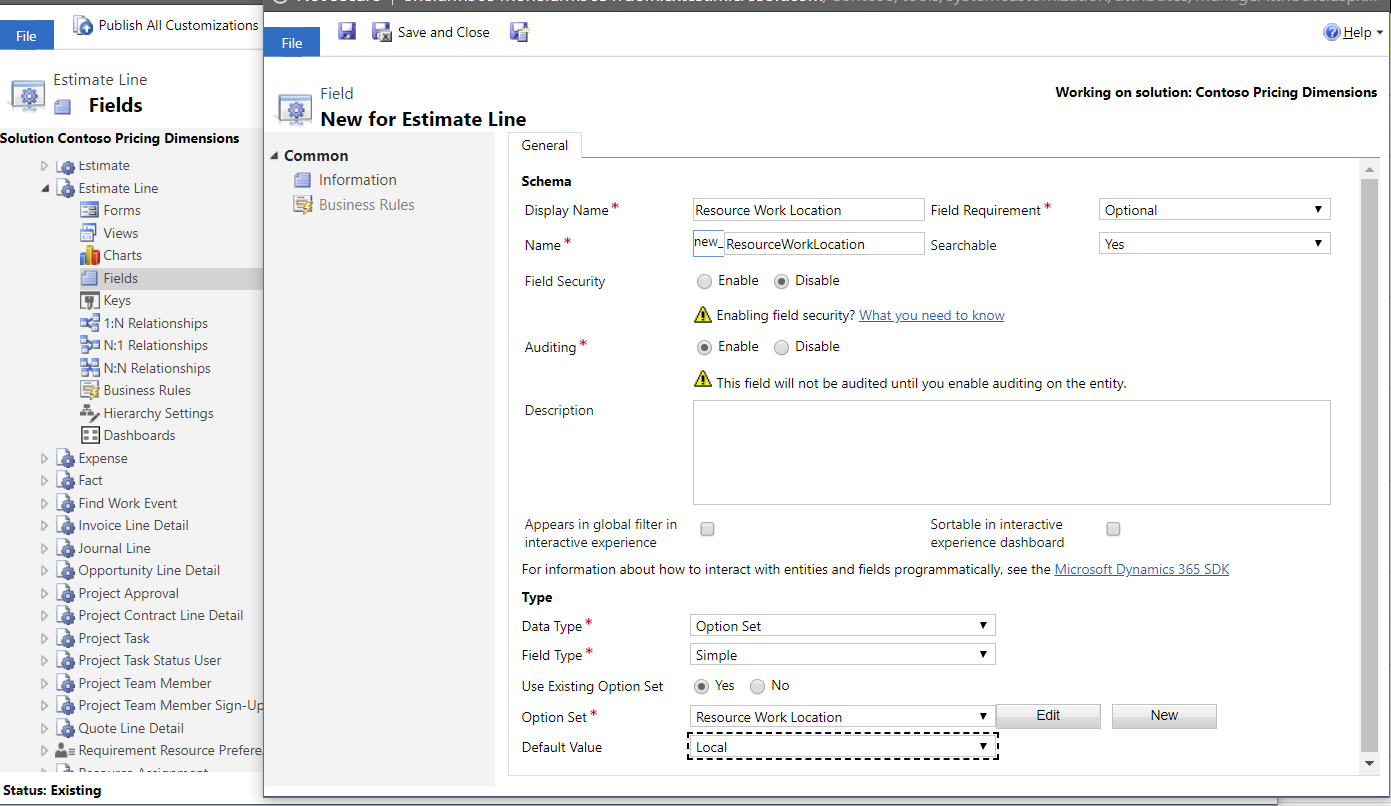 File
Publish All Customizations
Estimate Line
Fields
Solution Contoso Pricing Dimensions
Estimate
Estimate Line
Forms
Views
Charts
Fields
Keys
1:N Relationships
N:1 Relationships
N:N Relationships
Business Rules
Hierarchy Settings
Dashboards
Expense
Fact
Find Work Event
Invoice Line Detail
Journal Line
Opportunity Line Detail
Project Approval
Project Contract Line Detail
Project Task
Project Task Status User
Project Team Member
Project Team Member Sign-Up
Quote Line Detail
Requirement Resource Prefere
Resource Assignment
Status: Existing
File
Save and Close
Help
Field
New for Estimate Line
Working on solution: Contoso Pricing Dimensions
Common
Information
Business Rules
General
Schema
Display Name* Resource Work Location Field Requirement* Optional
Name* new_ ResourceWorkLocation Searchable Yes
Field Security Enable Disable
Enabling field security? What you need to know
Auditing* Enable Disable
This field will not be audited until you enable auditing on the entity.
Description
Appears in global filter in
interactive experience
Sortable in interactive
experience dashboard
For information about how to interact with entities and fields programmatically, see the Microsoft Dynamics 365 SDK
Type
Data Type* Option Set
Field Type* Simple
Use Existing Option Set Yes No
Option Set* Resource Work Location Edit New
Default Value Local